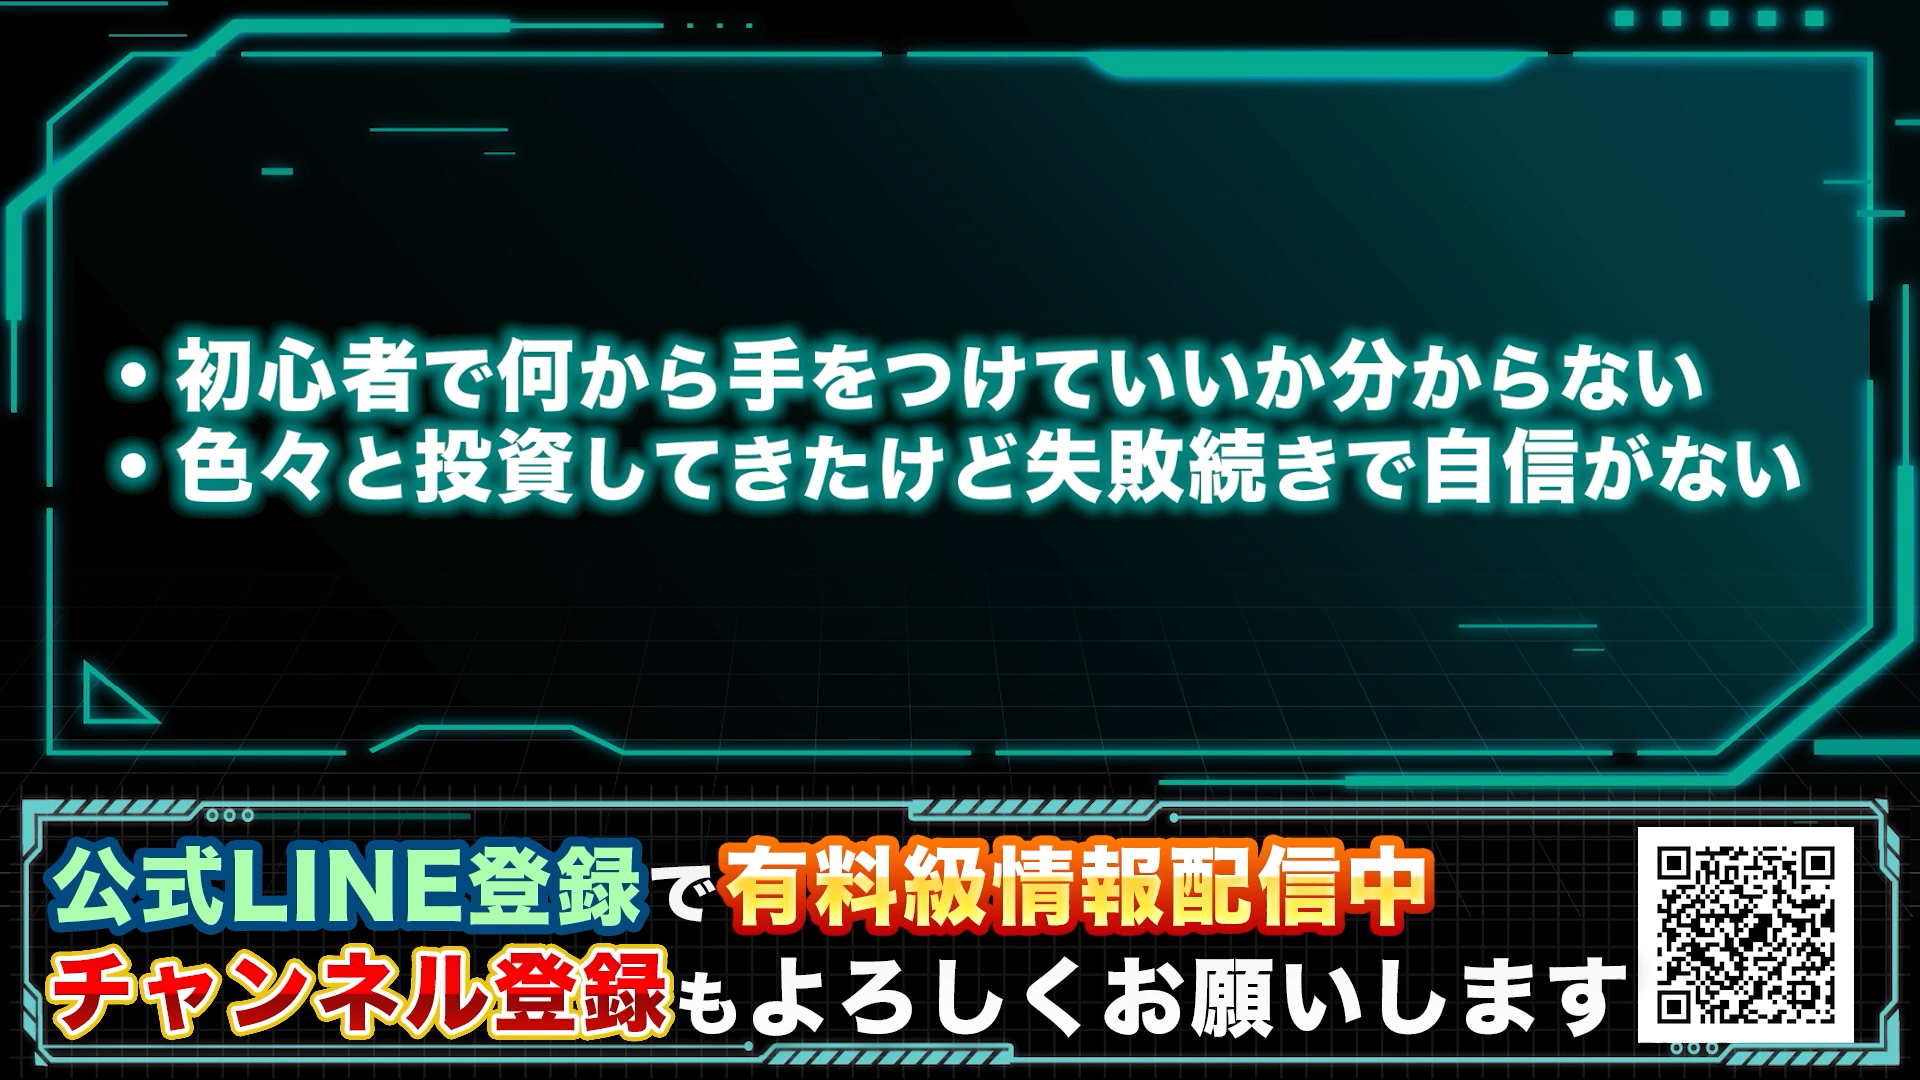 ・初心者で何から手をつけていいか分からない
・色々と投資してきたけど失敗続きで自信がない
公式LINE登録で有料級情報配信中
チャンネル登録もよろしくお願いします